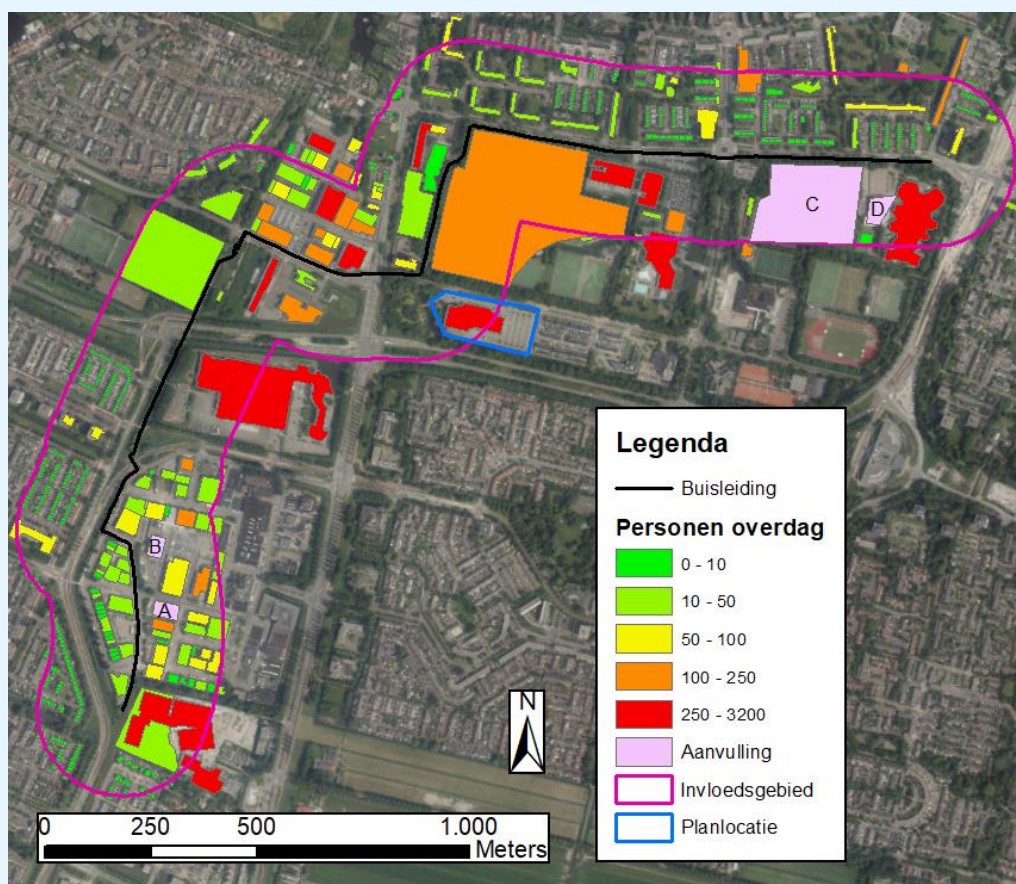 C
D
B
A
N
0 250 500 1.000
Meters
Legenda
Buisleiding
Personen overdag
0 - 10
10 - 50
50 - 100
100 - 250
250 - 3200
Aanvulling
Invloedsgebied
Planlocatie